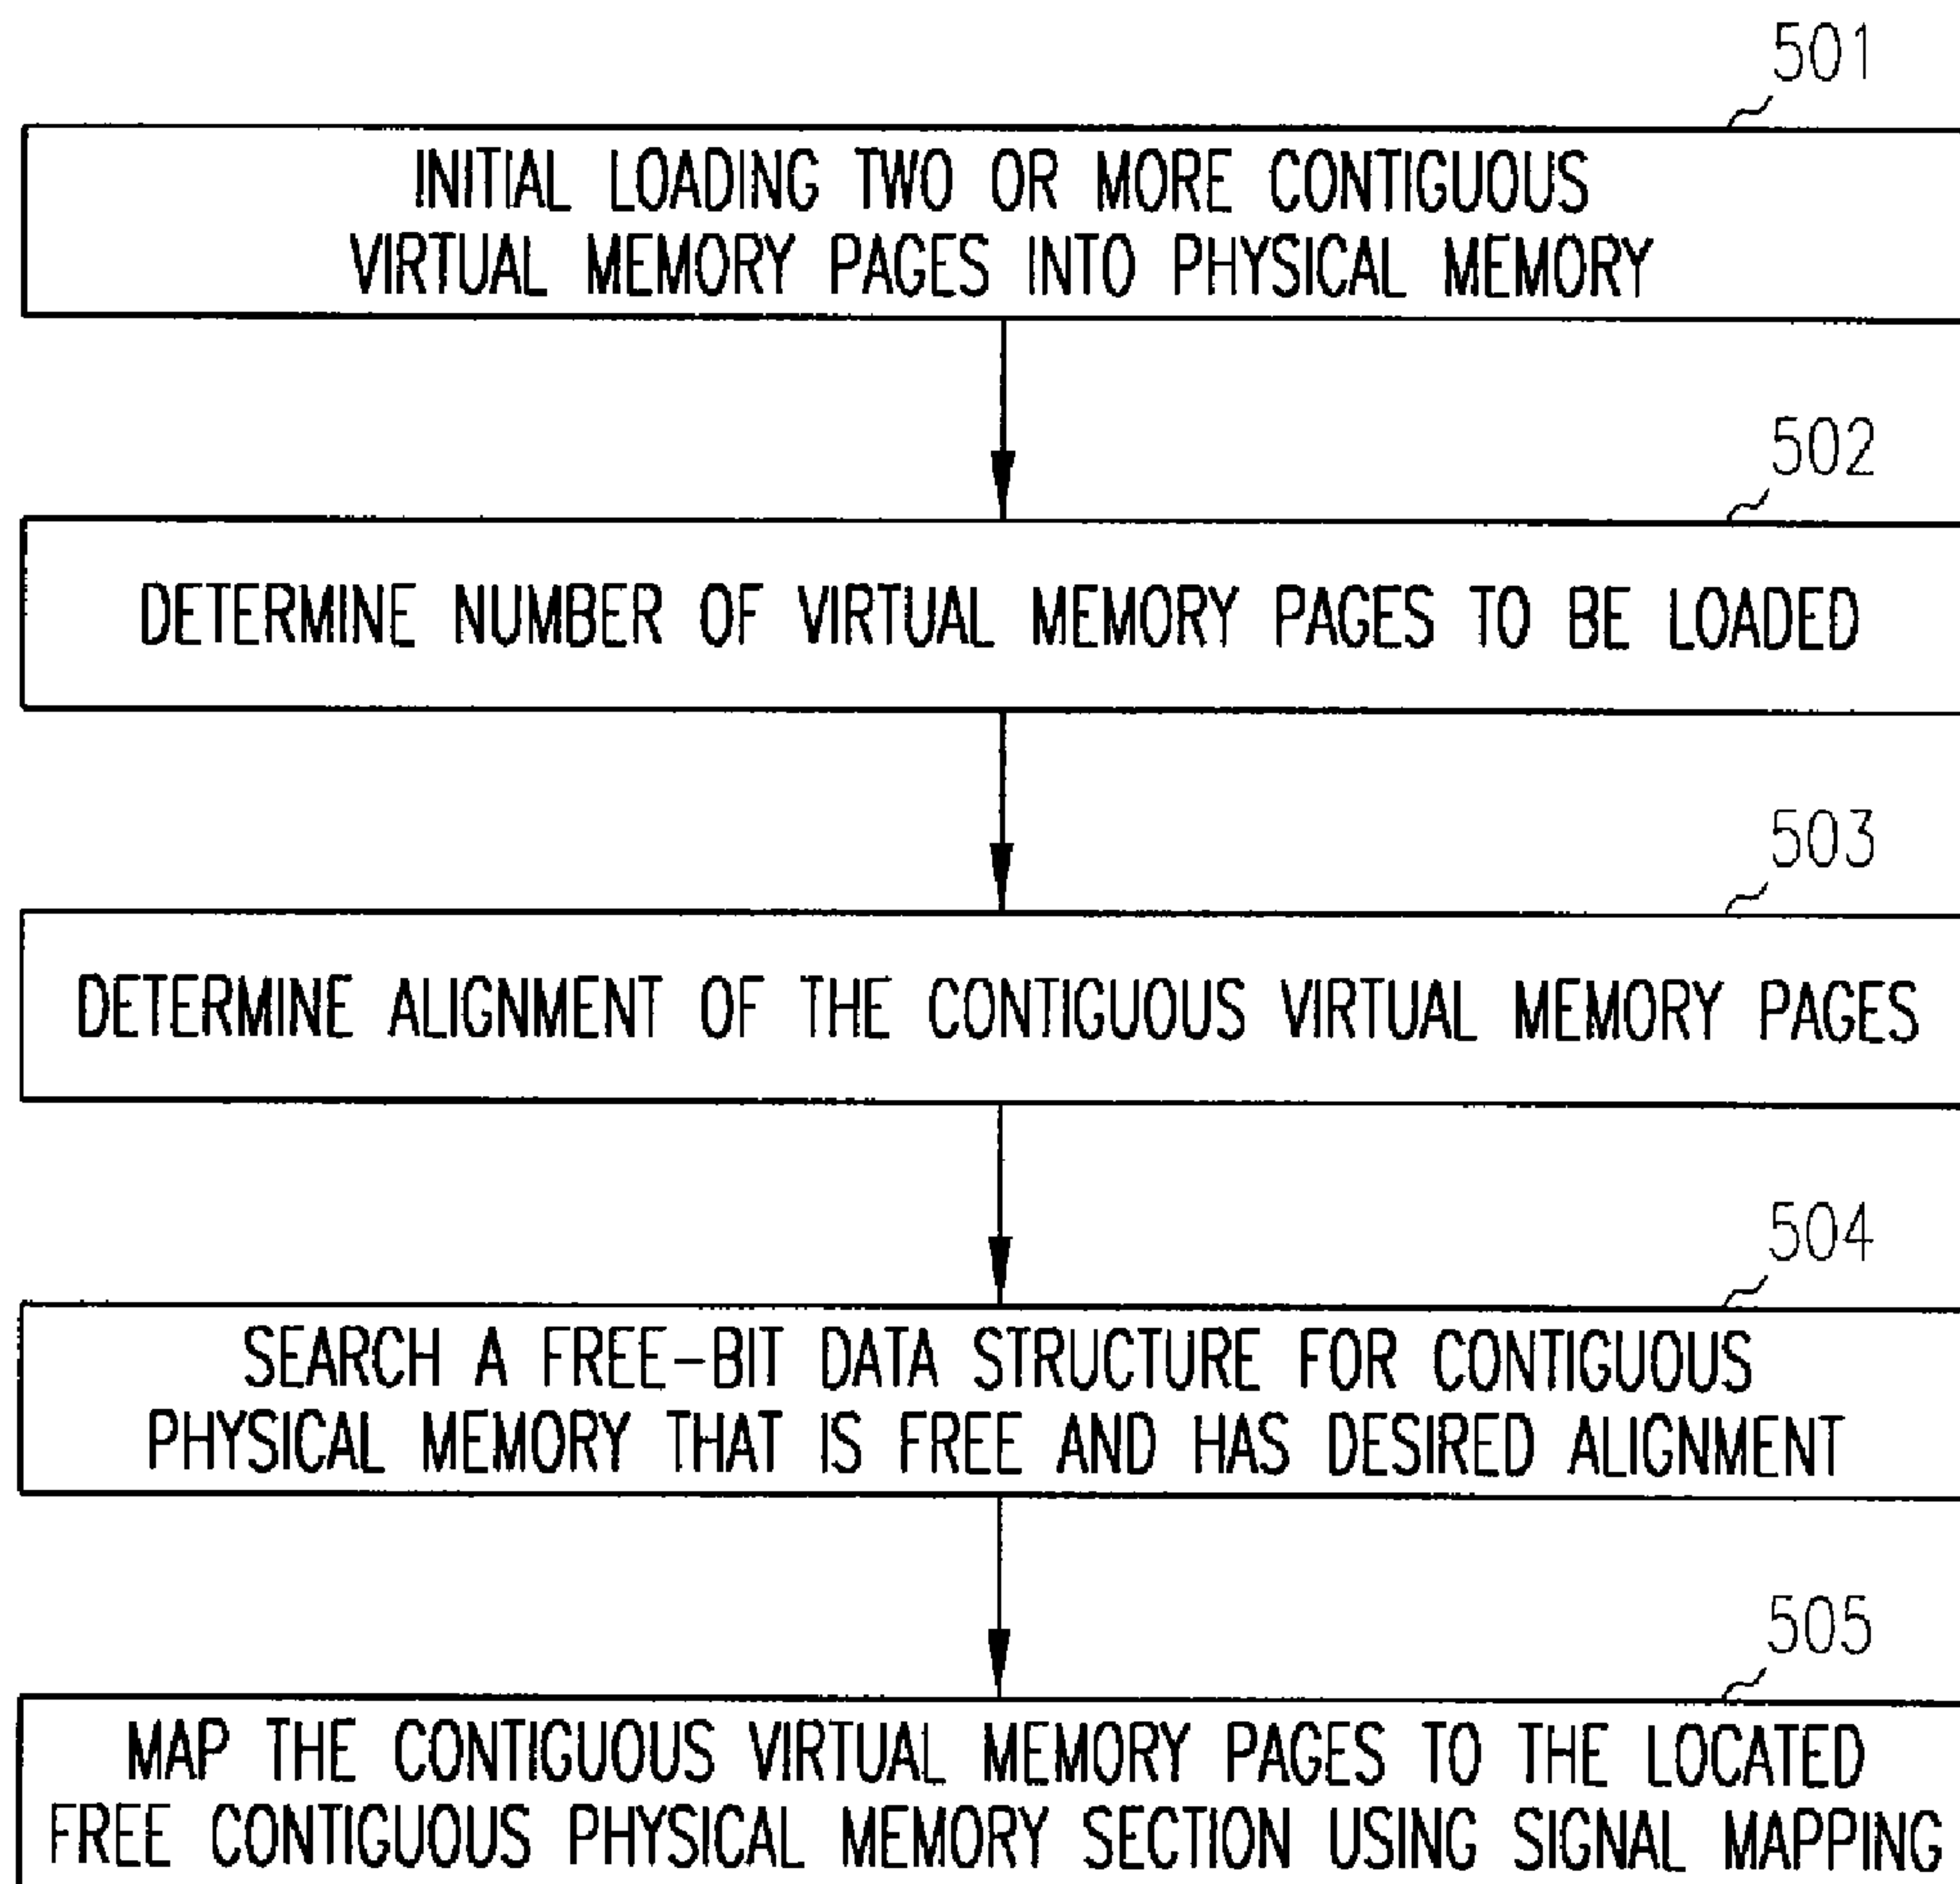 501
INITIAL LOADING TWO OR MORE CONTIGUOUS
VIRTUAL MEMORY PAGES INTO PHYSICAL MEMORY
502
DETERMINE NUMBER OF VIRTUAL MEMORY PAGES TO BE LOADED
503
DETERMINE ALIGNMENT OF THE CONTIGUOUS VIRTUAL MEMORY PAGES
504
SEARCH A FREE-BIT DATA STRUCTURE FOR CONTIGUOUS
PHYSICAL MEMORY THAT IS FREE AND HAS DESIRED ALIGNMENT
505
MAP THE CONTIGUOUS VIRTUAL MEMORY PAGES TO THE LOCATED
FREE CONTIGUOUS PHYSICAL MEMORY SECTION USING SIGNAL MAPPING